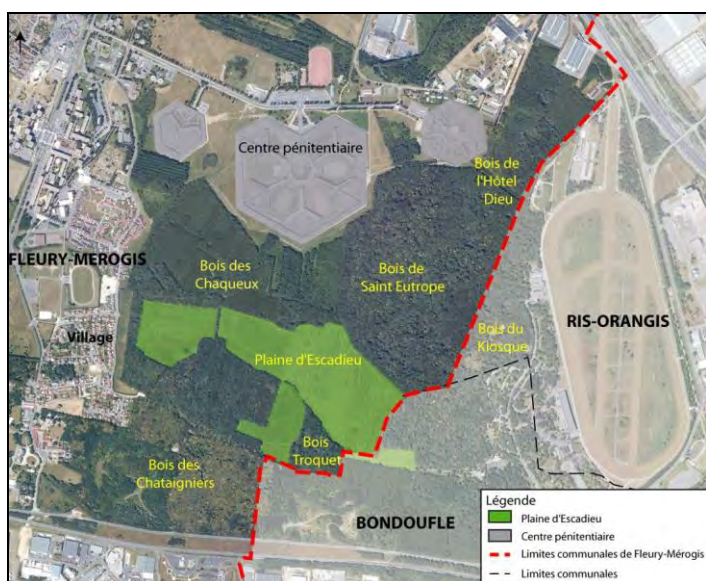 Centre pénitentiaire
Bois de
l'Hôtel
Dieu
FLEURY-MEROGIS
Bois des
Chaqueux
Bois de
Saint Eutrope
Bois du
Kiosque
RIS-ORANGIS
Village
Plaine d'Escadieu
Bois
Troquet
Bois des
Chataigniers
BONDOUFLE
Légende
Plaine d'Escadieu
Centre pénitentiaire
Limites communales de Fleury-Mérogis
Limites communales